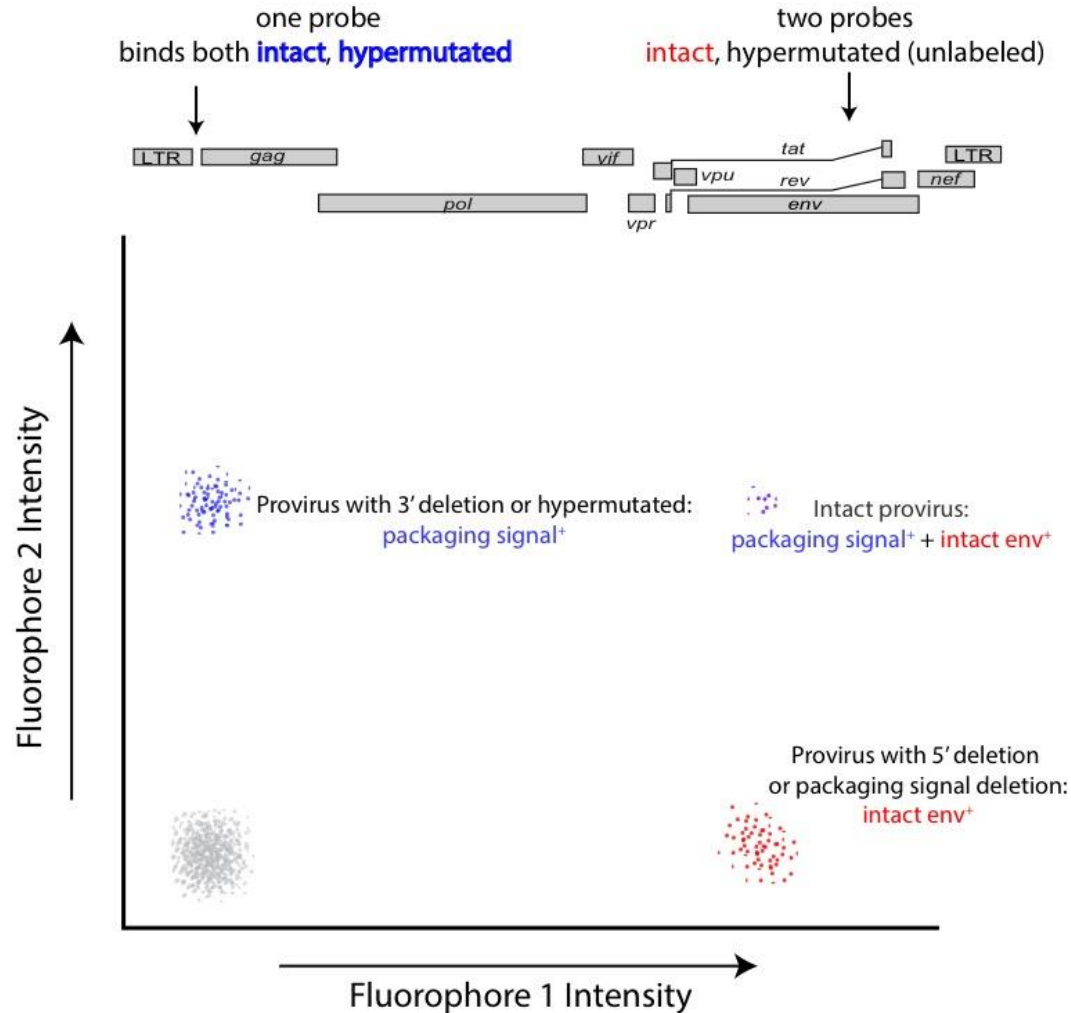 one probe
binds both intact, hypermutated
two probes
intact, hypermutated (unlabeled)
LTR
gag
vif
tat
LTR
vpu
rev
nef
pol
vpr
env
Fluorophore 2 Intensity
Provirus with 3′ deletion or hypermutated:
packaging signal⁺
Intact provirus:
packaging signal⁺ + intact env⁺
Provirus with 5′ deletion
or packaging signal deletion:
intact env⁺
Fluorophore 1 Intensity